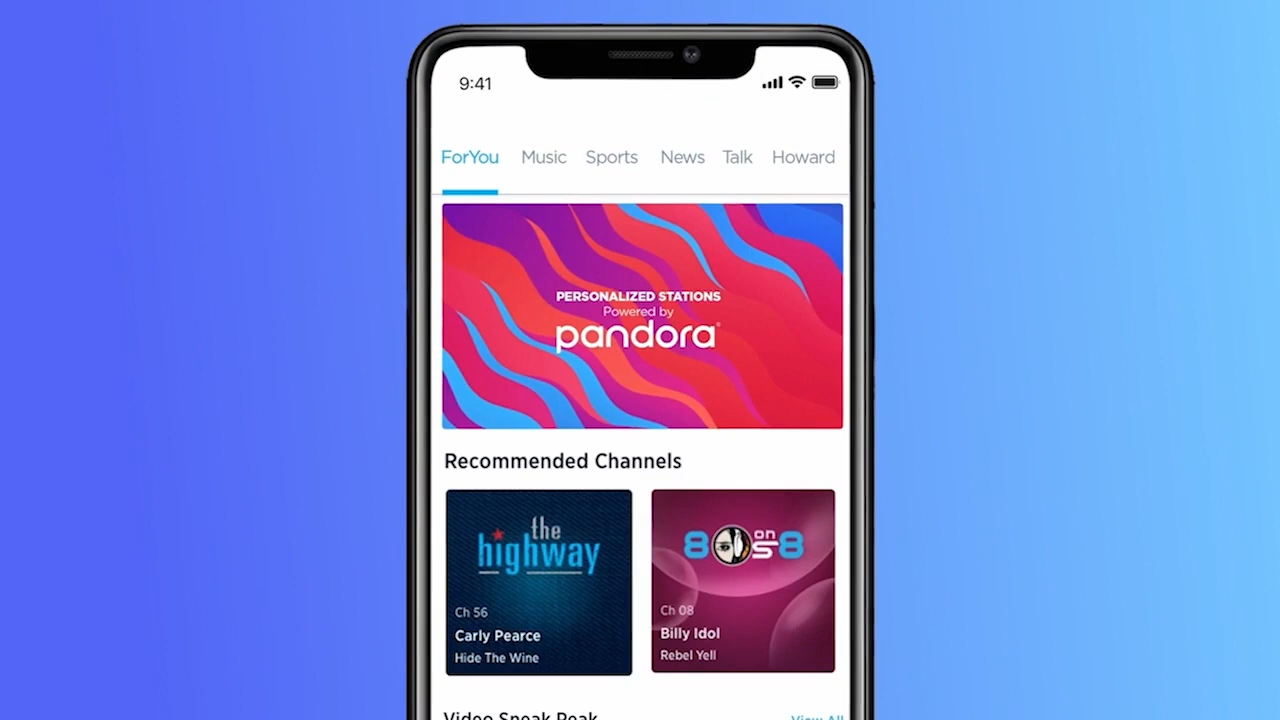 9:41
ForYou Music Sports News Talk Howard
PERSONALIZED STATIONS
Powered by
pandora
Recommended Channels
the
highway
Ch 56
Carly Pearce
Hide The Wine
80s on 8
Ch 08
Billy Idol
Rebel Yell
Video Sneak Peak
View All